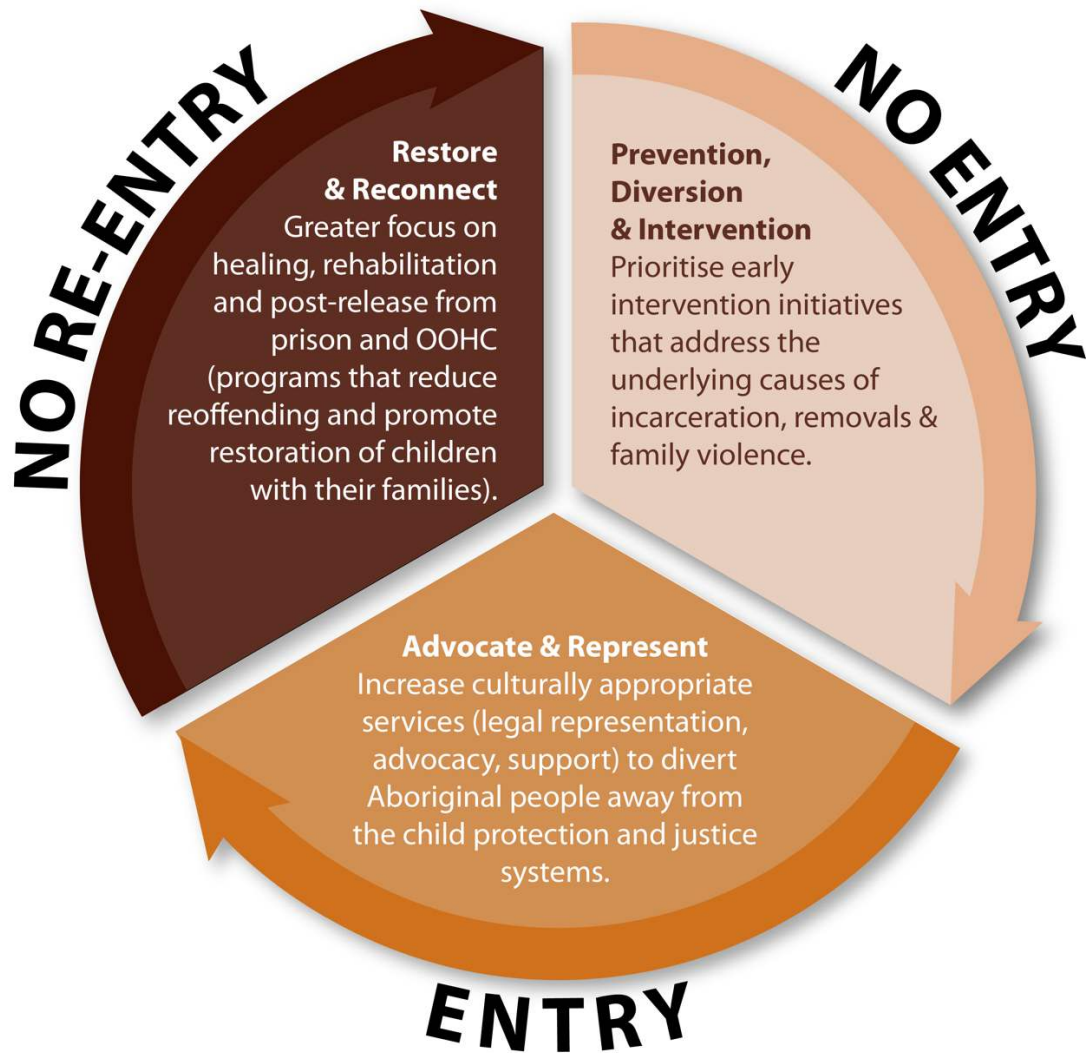 NO ENTRY
Prevention,
Diversion
& Intervention
Prioritise early
intervention initiatives
that address the
underlying causes of
incarceration, removals &
family violence.
ENTRY
Advocate & Represent
Increase culturally appropriate
services (legal representation,
advocacy, support) to divert
Aboriginal people away from
the child protection and justice
systems.
NO RE-ENTRY
Restore
& Reconnect
Greater focus on
healing, rehabilitation
and post-release from
prison and OOHC
(programs that reduce
reoffending and promote
restoration of children
with their families).